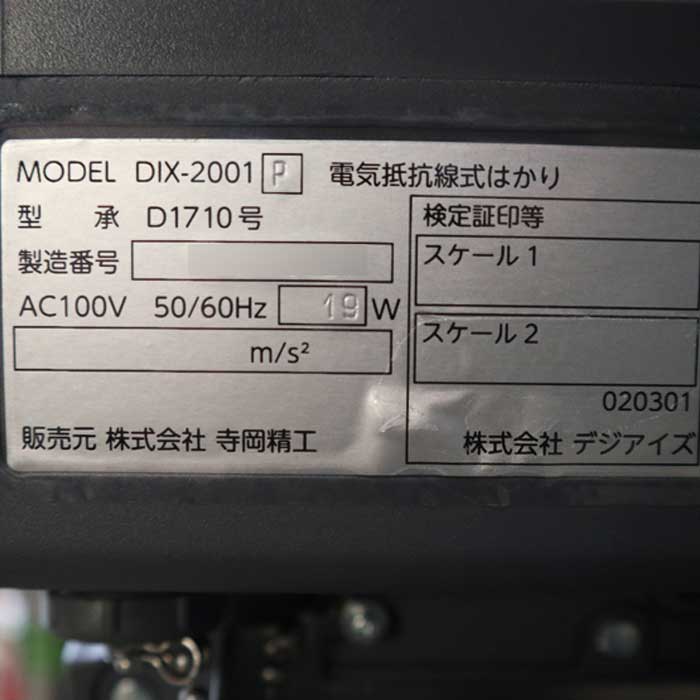 MODEL DIX-2001 P 電気抵抗線式はかり
型 承 D1710号
検定証印等
製造番号
スケール1
AC100V 50/60Hz 19 W
スケール2
m/s²
020301
販売元 株式会社 寺岡精工
株式会社 デジアイズ